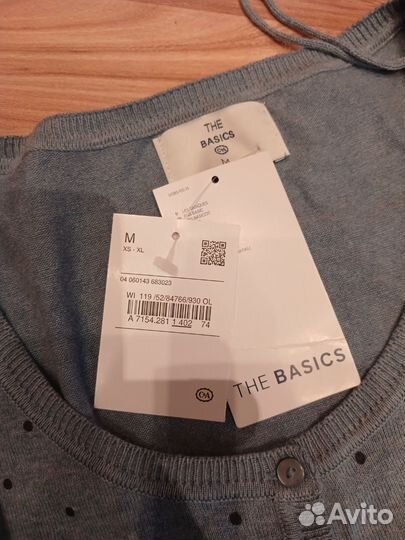 THE
BASICS
C&A
M
M
XS - XL
04 060143 683023
WI 119 /52/84766/930 OL
A 7154.281 1 402 74
C&A
THE BASICS
Avito